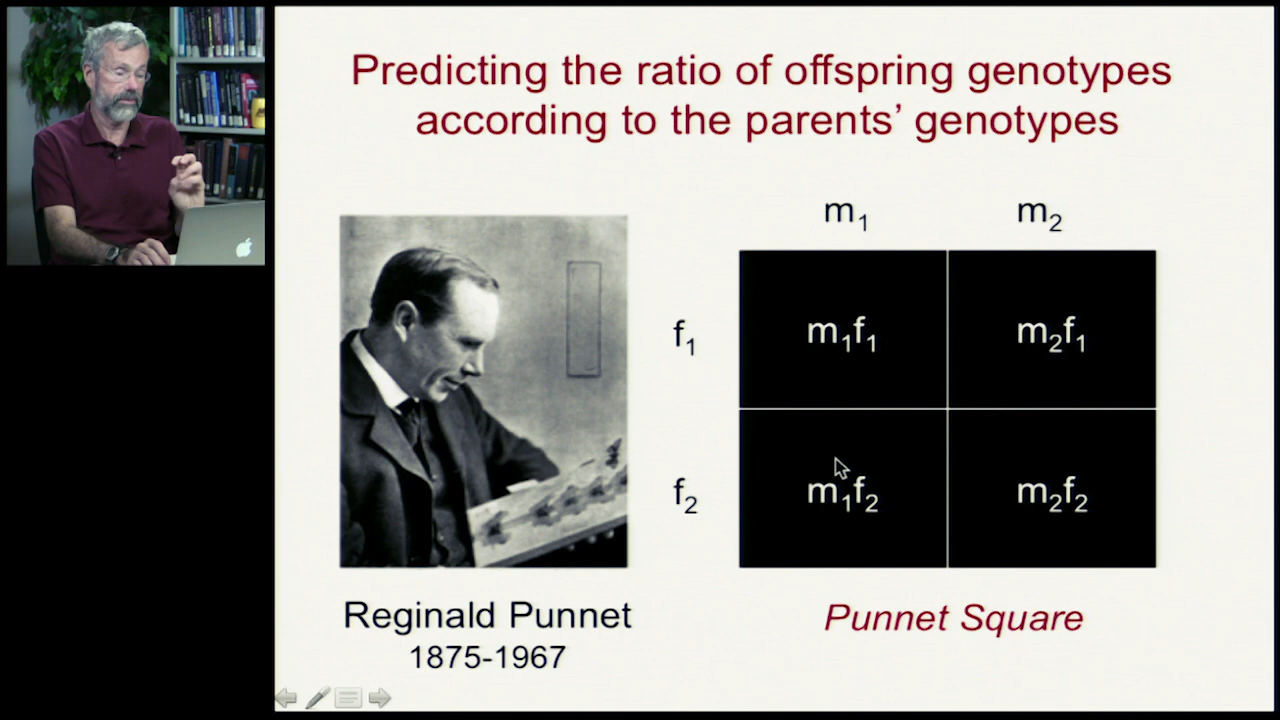 Predicting the ratio of offspring genotypes
according to the parents’ genotypes
m₁ m₂
f₁
m₁f₁ m₂f₁
f₂
m₁f₂ m₂f₂
Reginald Punnet
1875-1967
Punnet Square